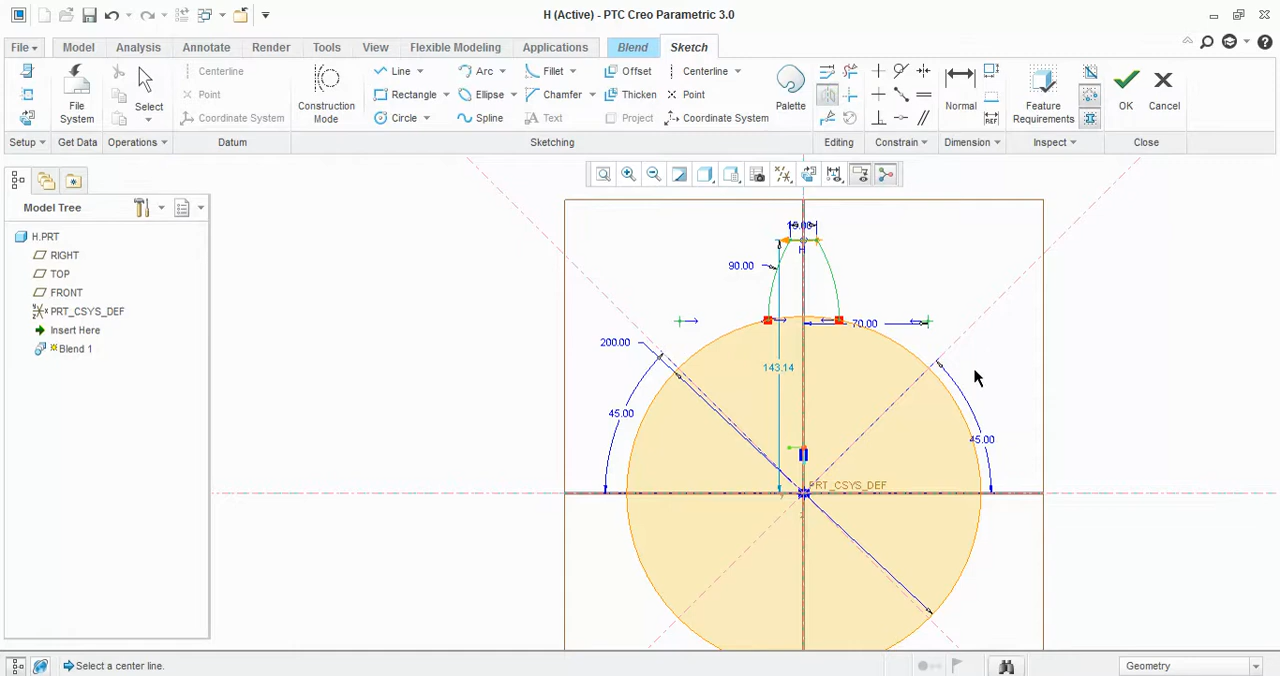 H (Active) - PTC Creo Parametric 3.0
File Model Analysis Annotate Render Tools View Flexible Modeling Applications Blend Sketch
Centerline Line Arc Fillet Offset Centerline
Point Rectangle Ellipse Chamfer Thicken Point
Coordinate System Circle Spline Text Project Coordinate System
File System Select Construction Mode Palette Normal Feature Requirements OK Cancel
Setup Get Data Operations Datum Sketching Editing Constrain Dimension Inspect Close
Model Tree
H.PRT
RIGHT
TOP
FRONT
PRT_CSYS_DEF
Insert Here
Blend 1
H
90.00
70.00
200.00
143.14
45.00
45.00
PRT_CSYS_DEF
Select a center line.
Geometry